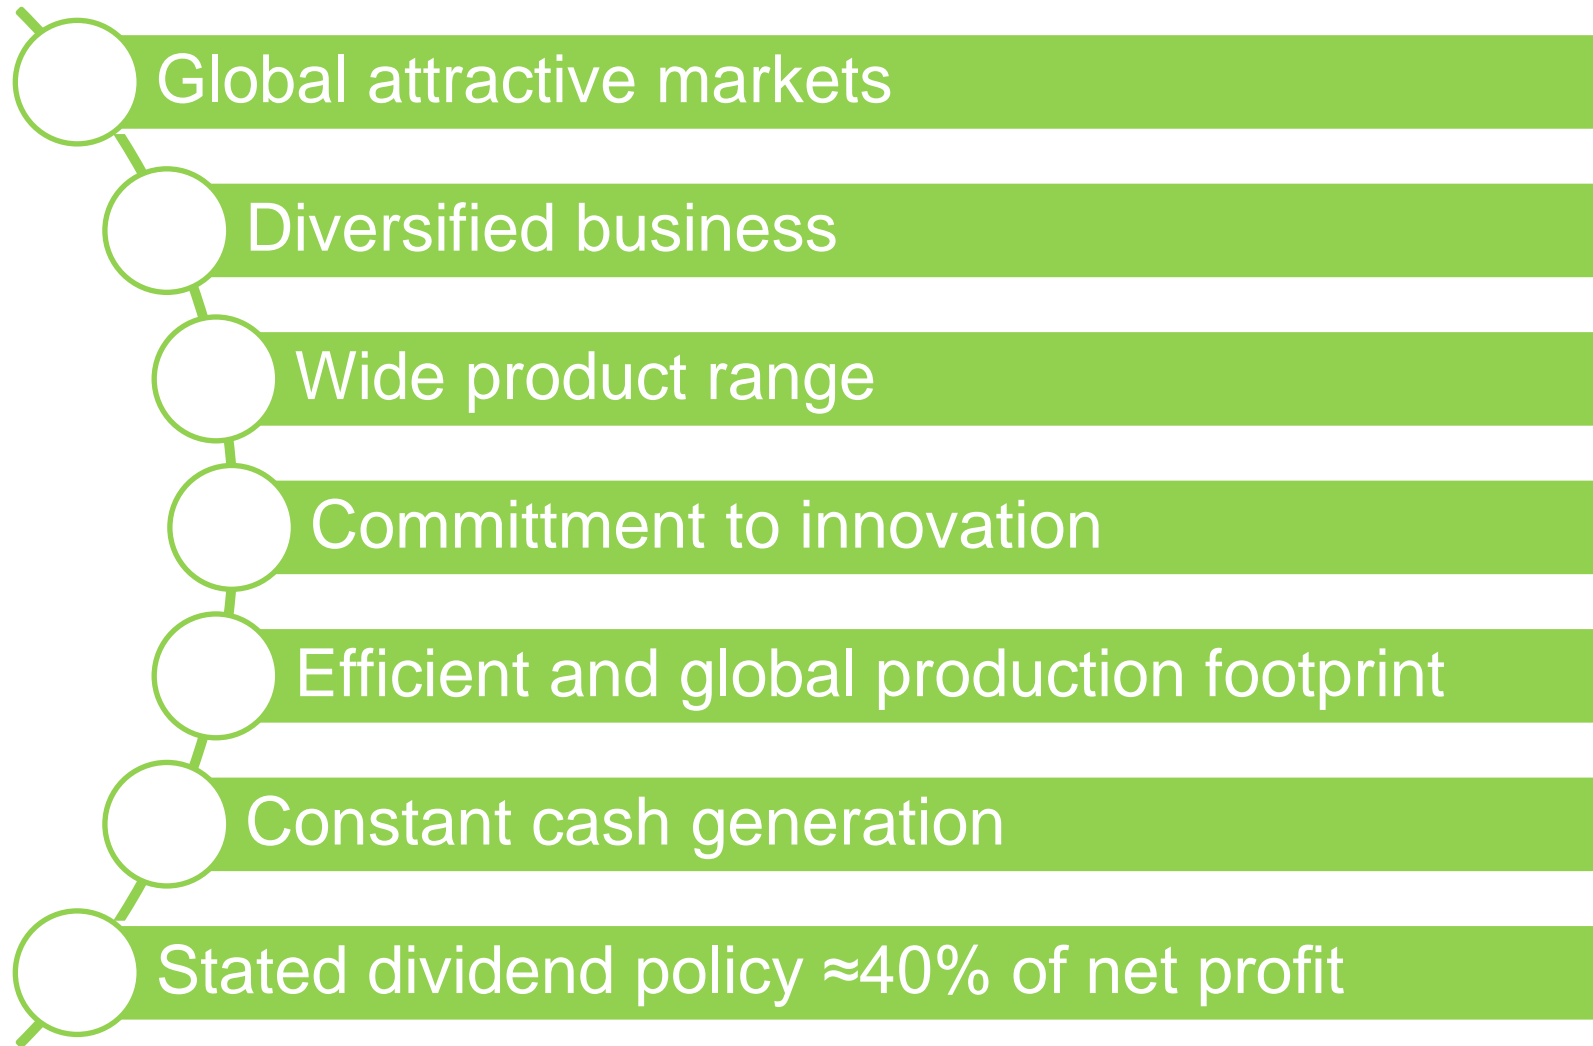 Global attractive markets
Diversified business
Wide product range
Committment to innovation
Efficient and global production footprint
Constant cash generation
Stated dividend policy ≈40% of net profit